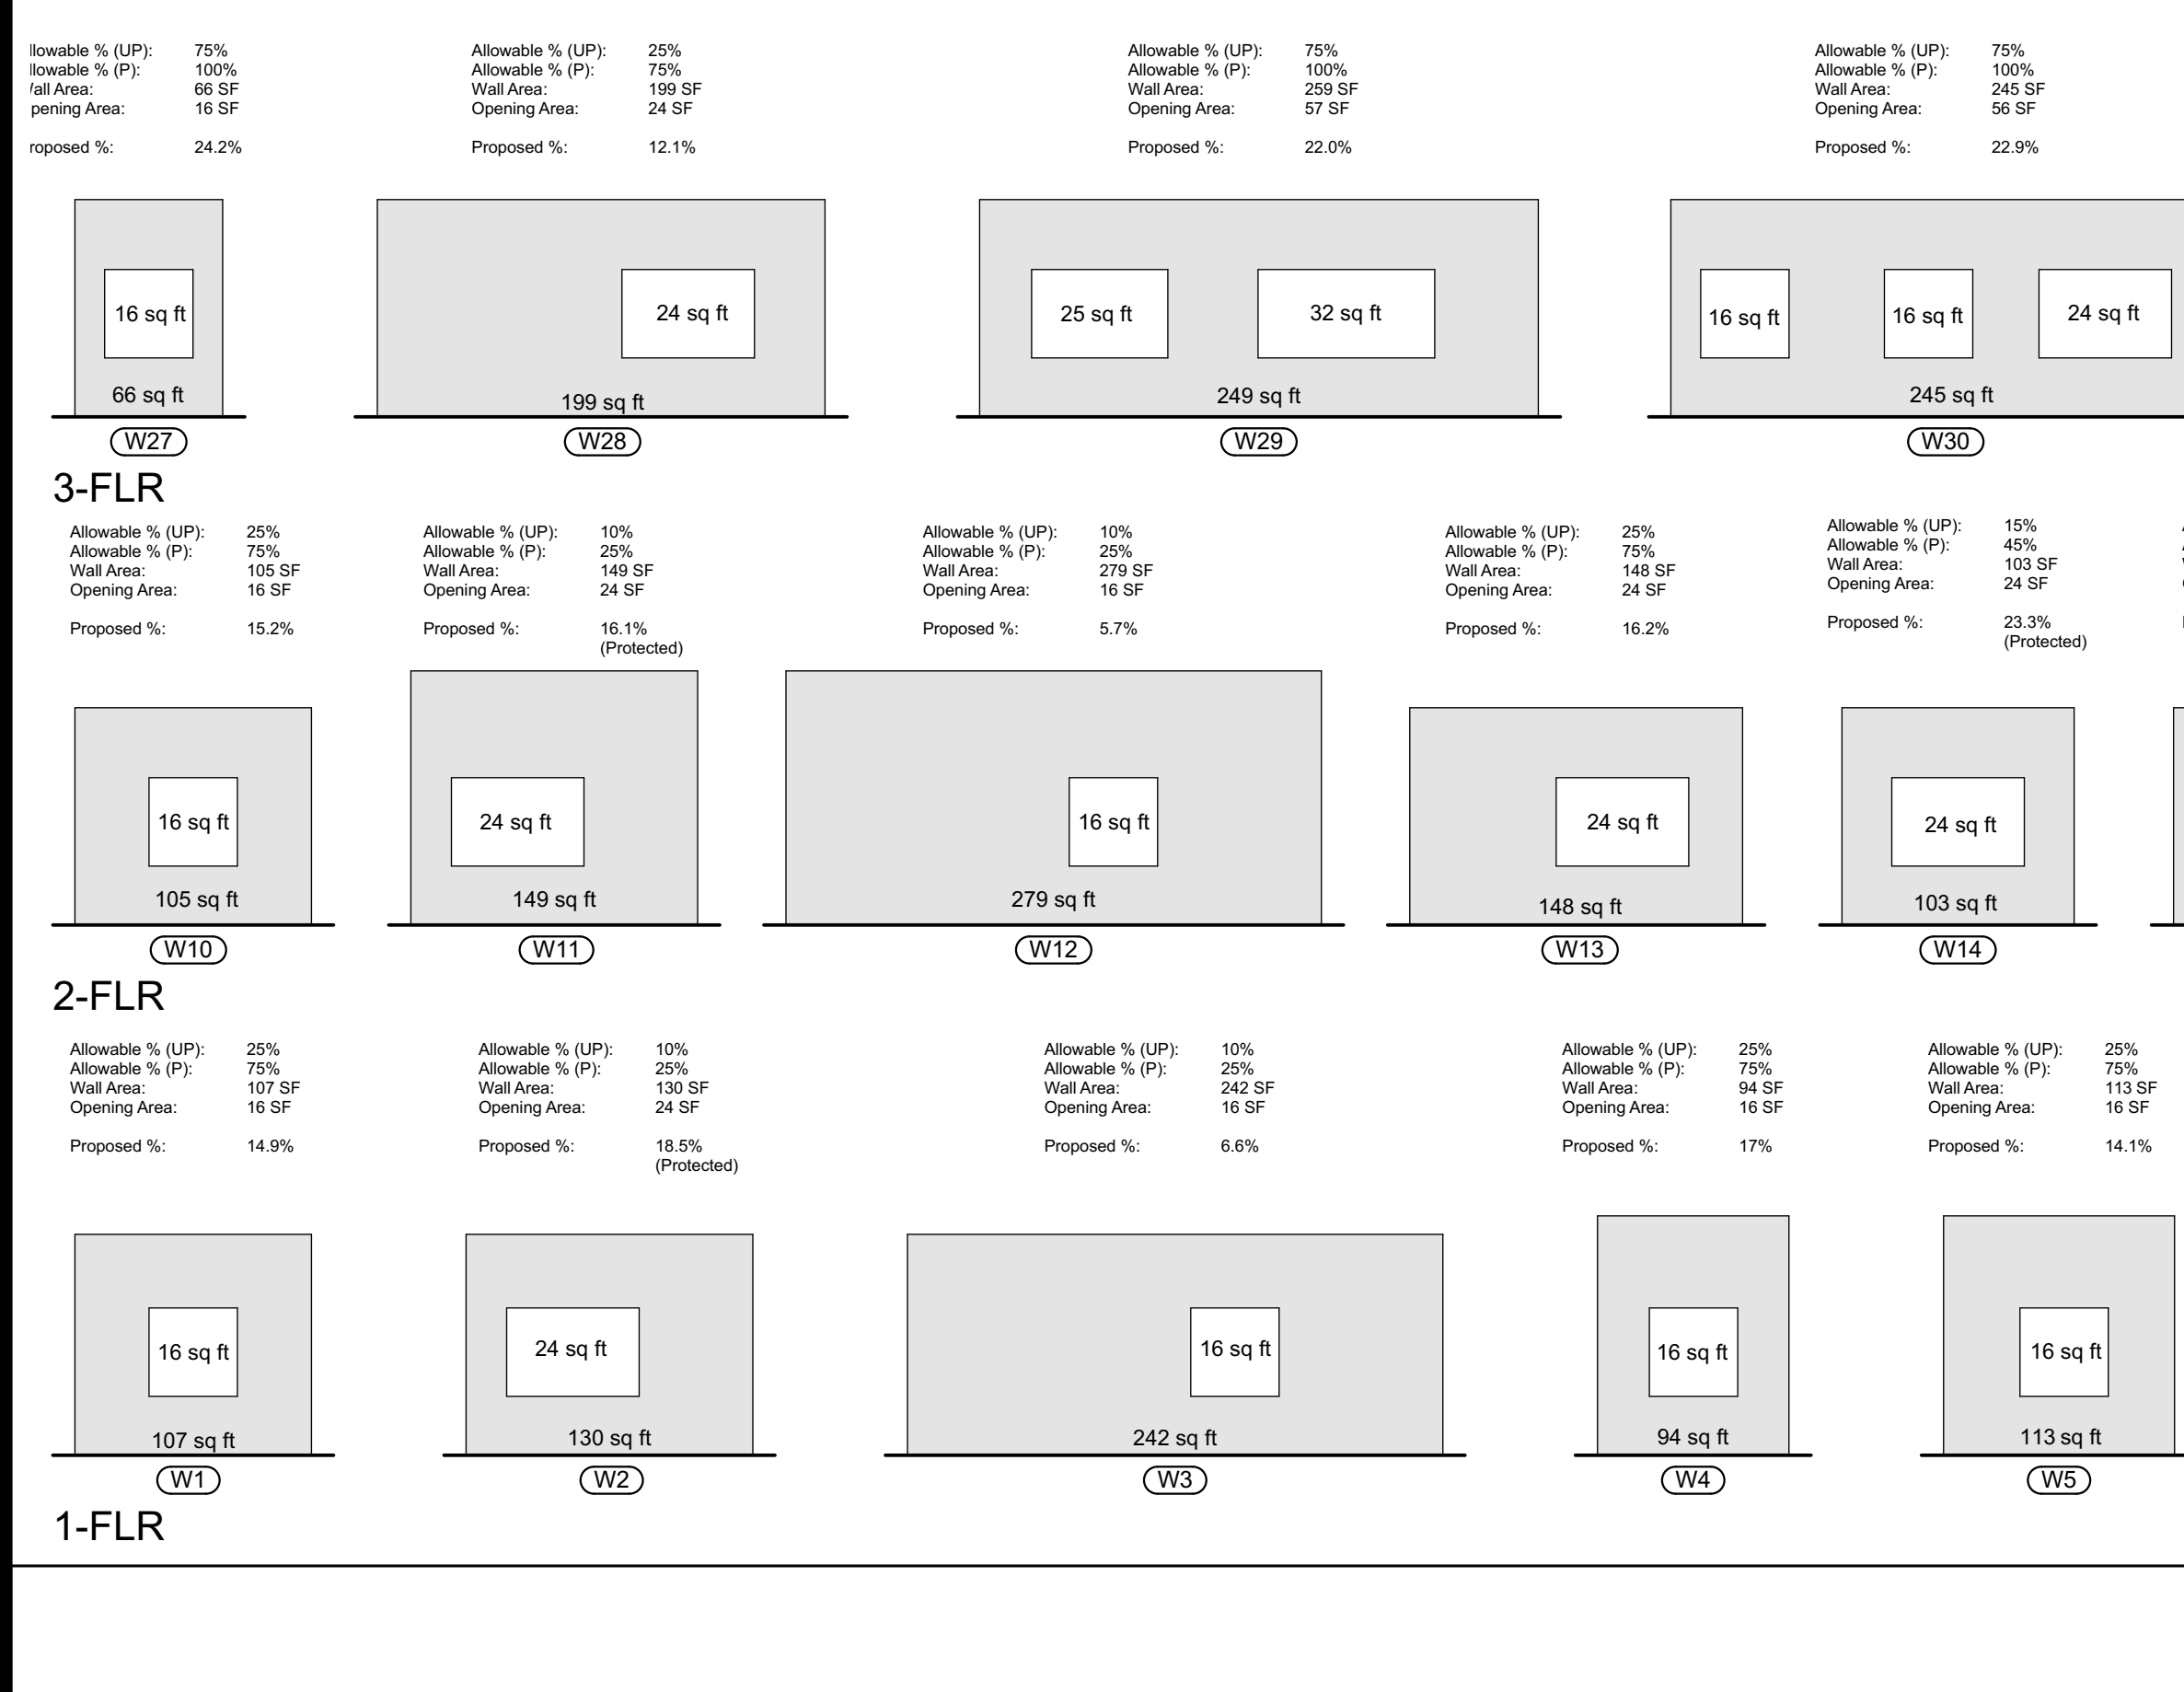 llowable % (UP): 75%
llowable % (P): 100%
all Area: 66 SF
pening Area: 16 SF
roposed %: 24.2%
Allowable % (UP): 25%
Allowable % (P): 75%
Wall Area: 199 SF
Opening Area: 24 SF
Proposed %: 12.1%
Allowable % (UP): 75%
Allowable % (P): 100%
Wall Area: 259 SF
Opening Area: 57 SF
Proposed %: 22.0%
Allowable % (UP): 75%
Allowable % (P): 100%
Wall Area: 245 SF
Opening Area: 56 SF
Proposed %: 22.9%
16 sq ft
66 sq ft
W27
24 sq ft
199 sq ft
W28
25 sq ft
32 sq ft
249 sq ft
W29
16 sq ft
16 sq ft
24 sq ft
245 sq ft
W30
3-FLR
Allowable % (UP): 25%
Allowable % (P): 75%
Wall Area: 105 SF
Opening Area: 16 SF
Proposed %: 15.2%
Allowable % (UP): 10%
Allowable % (P): 25%
Wall Area: 149 SF
Opening Area: 24 SF
Proposed %: 16.1%
(Protected)
Allowable % (UP): 10%
Allowable % (P): 25%
Wall Area: 279 SF
Opening Area: 16 SF
Proposed %: 5.7%
Allowable % (UP): 25%
Allowable % (P): 75%
Wall Area: 148 SF
Opening Area: 24 SF
Proposed %: 16.2%
Allowable % (UP): 15%
Allowable % (P): 45%
Wall Area: 103 SF
Opening Area: 24 SF
Proposed %: 23.3%
(Protected)
16 sq ft
105 sq ft
W10
24 sq ft
149 sq ft
W11
16 sq ft
279 sq ft
W12
24 sq ft
148 sq ft
W13
24 sq ft
103 sq ft
W14
2-FLR
Allowable % (UP): 25%
Allowable % (P): 75%
Wall Area: 107 SF
Opening Area: 16 SF
Proposed %: 14.9%
Allowable % (UP): 10%
Allowable % (P): 25%
Wall Area: 130 SF
Opening Area: 24 SF
Proposed %: 18.5%
(Protected)
Allowable % (UP): 10%
Allowable % (P): 25%
Wall Area: 242 SF
Opening Area: 16 SF
Proposed %: 6.6%
Allowable % (UP): 25%
Allowable % (P): 75%
Wall Area: 94 SF
Opening Area: 16 SF
Proposed %: 17%
Allowable % (UP): 25%
Allowable % (P): 75%
Wall Area: 113 SF
Opening Area: 16 SF
Proposed %: 14.1%
16 sq ft
107 sq ft
W1
24 sq ft
130 sq ft
W2
16 sq ft
242 sq ft
W3
16 sq ft
94 sq ft
W4
16 sq ft
113 sq ft
W5
1-FLR